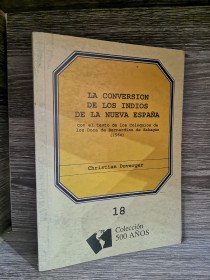 LA CONVERSION
DE LOS INDIOS
DE LA NUEVA ESPAÑA
Con el texto de los Coloquios de
los Doce de Bernardino de Sahagún
(1564)
Christian Duverger
18
Colección
500 AÑOS